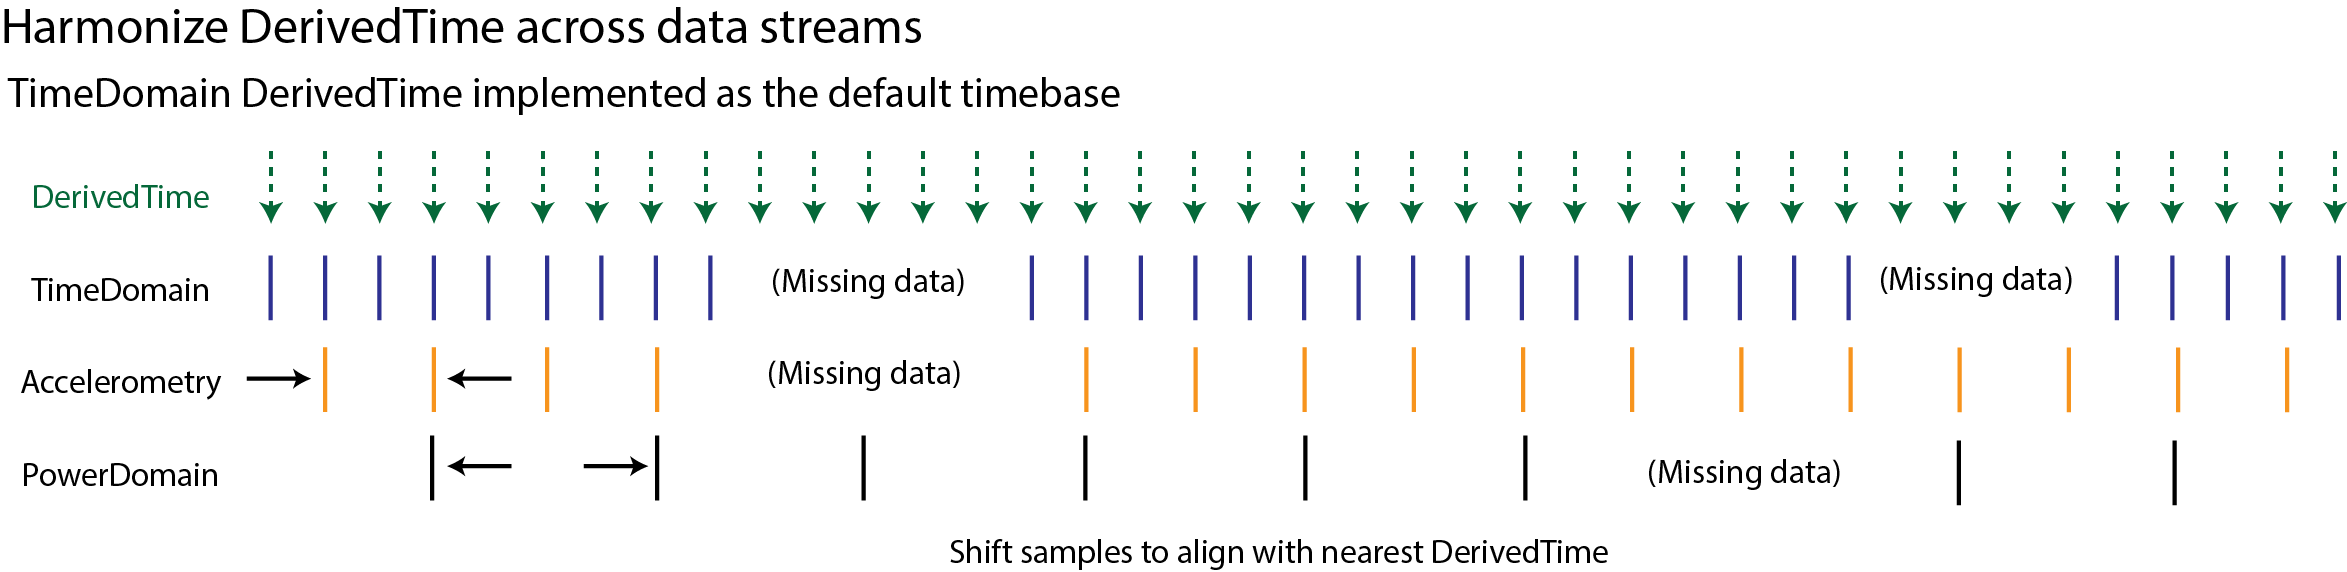 Harmonize DerivedTime across data streams
TimeDomain DerivedTime implemented as the default timebase
DerivedTime
TimeDomain (Missing data) (Missing data)
Accelerometry (Missing data)
PowerDomain (Missing data)
Shift samples to align with nearest DerivedTime